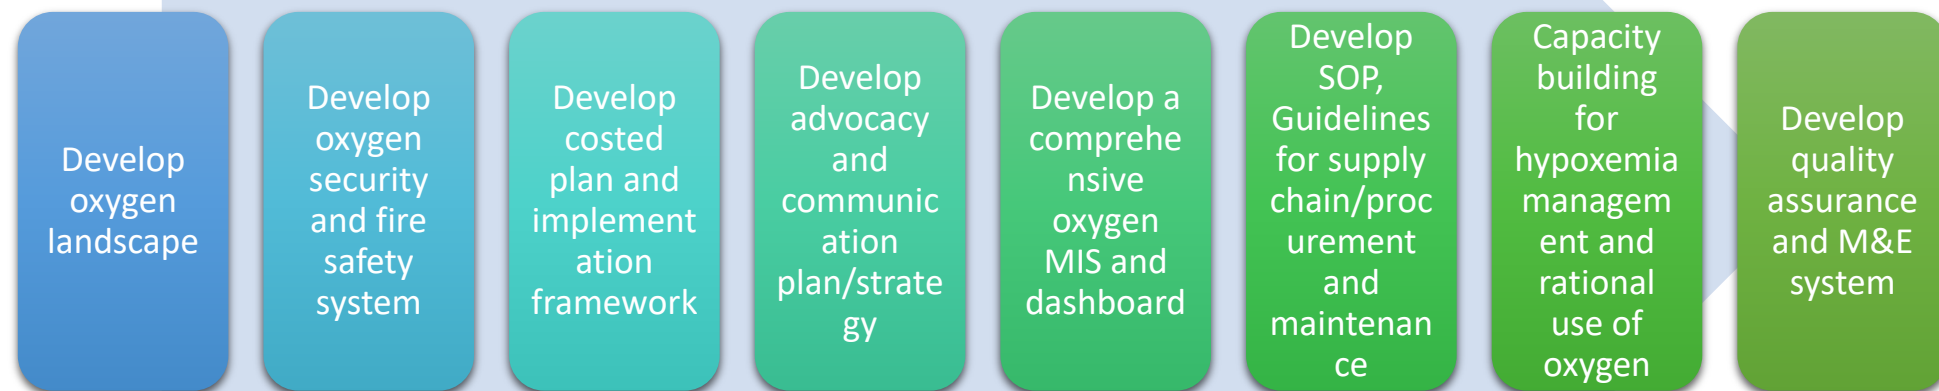 Develop
oxygen
landscape
Develop
oxygen
security
and fire
safety
system
Develop
costed
plan and
implement
ation
framework
Develop
advocacy
and
communic
ation
plan/strate
gy
Develop a
comprehe
nsive
oxygen
MIS and
dashboard
Develop
SOP,
Guidelines
for supply
chain/proc
urement
and
maintenan
ce
Capacity
building
for
hypoxemia
managem
ent and
rational
use of
oxygen
Develop
quality
assurance
and M&E
system